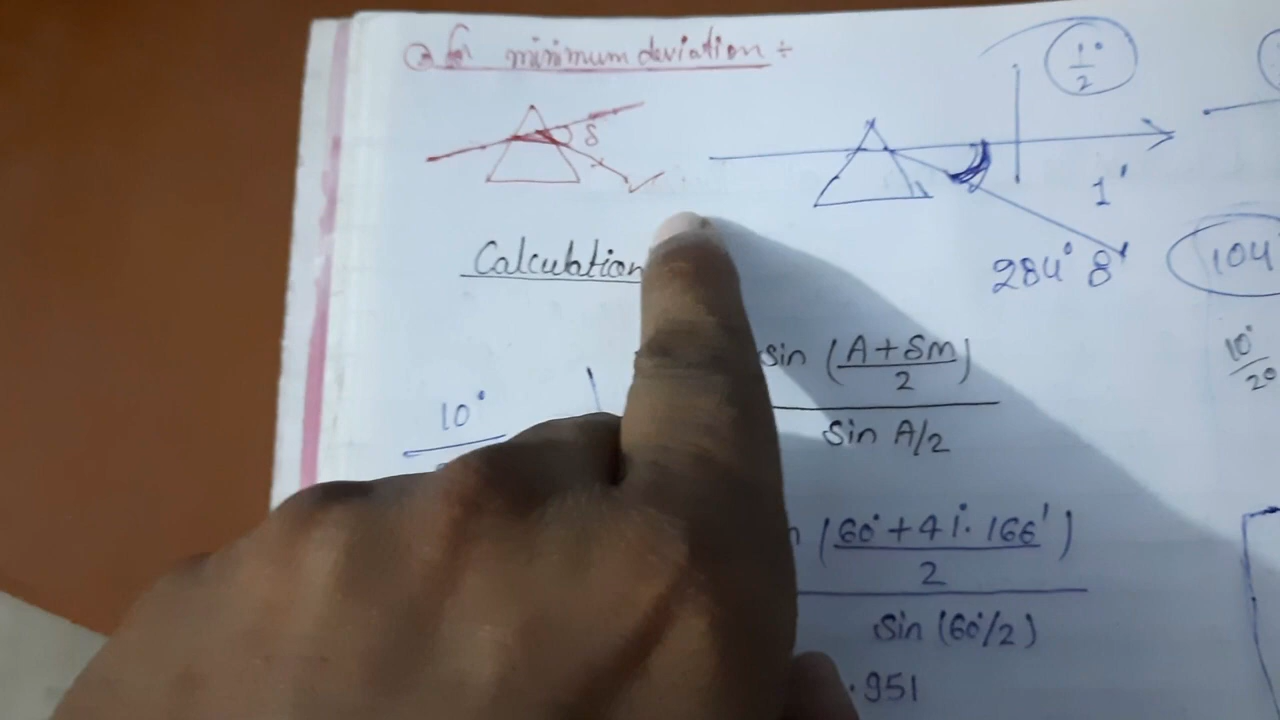 for minimum deviation ÷
1°/2
δ
1'
284° 8'
104
Calculation
sin (A+δm/2)
sin A/2
10°
10°/20
(60° + 41°.166'/2)
sin (60°/2)
.951